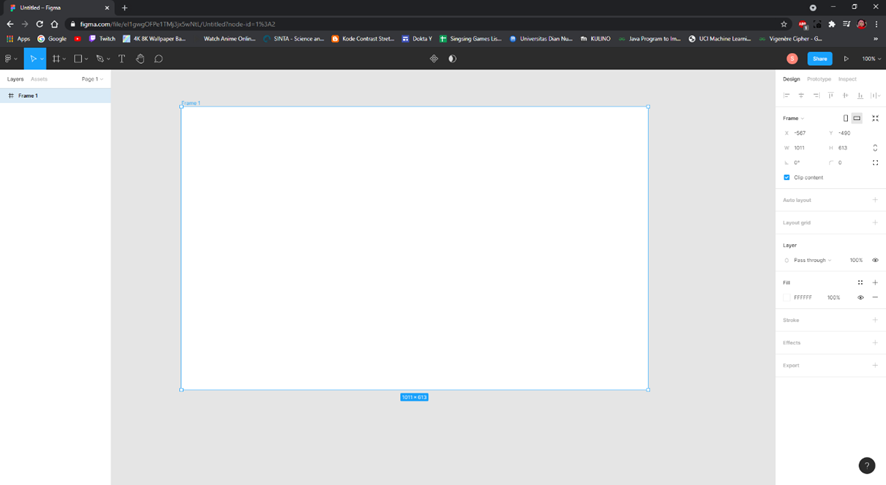 Untitled – Figma
figma.com/file/eI1gwgOFPe1TMj3jx5wNtL/Untitled?node-id=1%3A2
Apps Google Twitch 4K 8K Wallpaper Ba... Watch Anime Onlin... SINTA - Science an... Kode Contrast Stret... Dokta Y Singsing Games Lis... Universitas Dian Nu... KULINO Java Program to Im... UCI Machine Learn... Vigenère Cipher - G... »
S Share 100%
Layers Assets Page 1
Design Prototype Inspect
Frame 1
Frame 1
Frame
X -567 Y -490
W 1011 H 613
0° 0
Clip content
Auto layout
Layout grid
Layer
Pass through 100%
Fill
FFFFFF 100%
Stroke
Effects
Export
1011 × 613
?